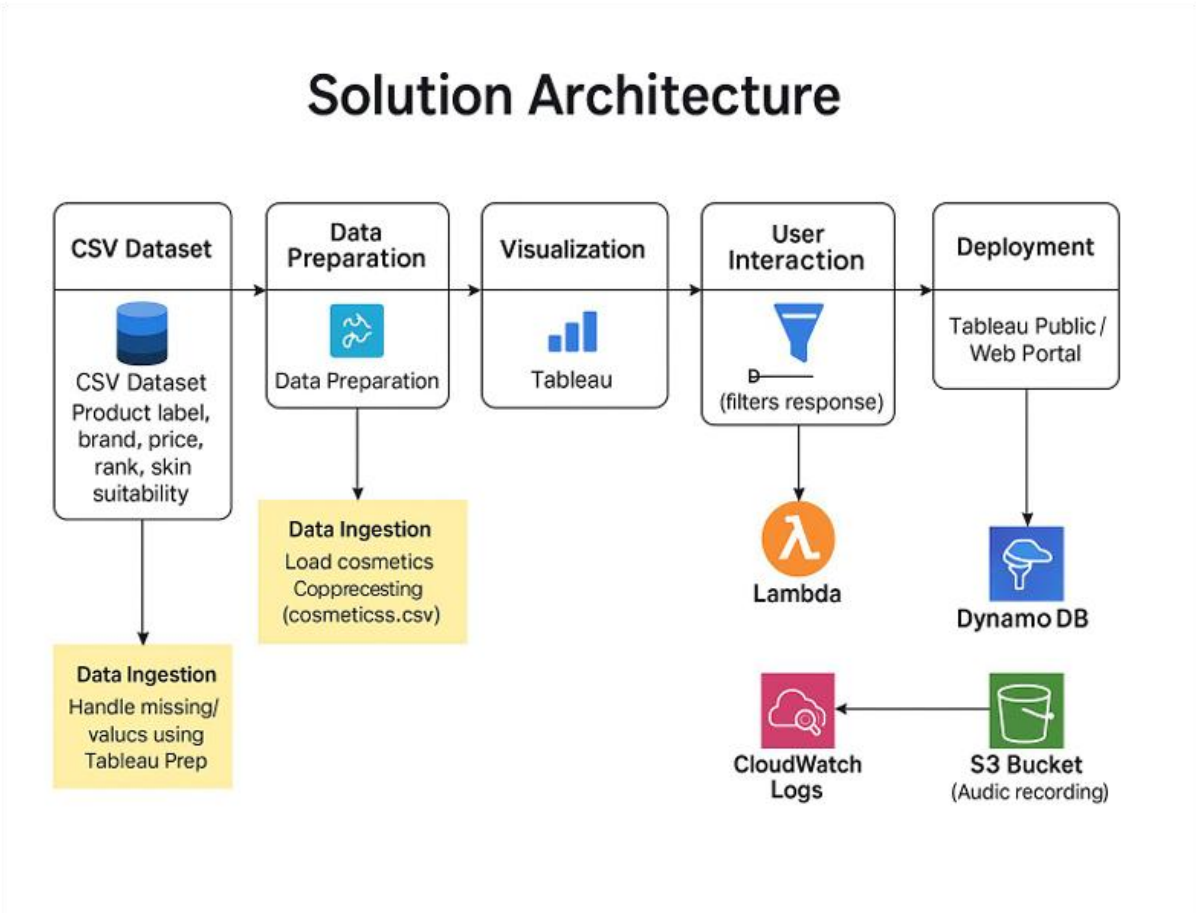 Solution Architecture
CSV Dataset
CSV Dataset
Product label,
brand, price,
rank, skin
suitability
Data
Preparation
Data Preparation
Visualization
Tableau
User
Interaction
D
(filters response)
Deployment
Tableau Public /
Web Portal
Data Ingestion
Handle missing/
valucs using
Tableau Prep
Data Ingestion
Load cosmetics
Copprecesting
(cosmeticss.csv)
λ
Lambda
Dynamo DB
CloudWatch
Logs
S3 Bucket
(Audic recording)